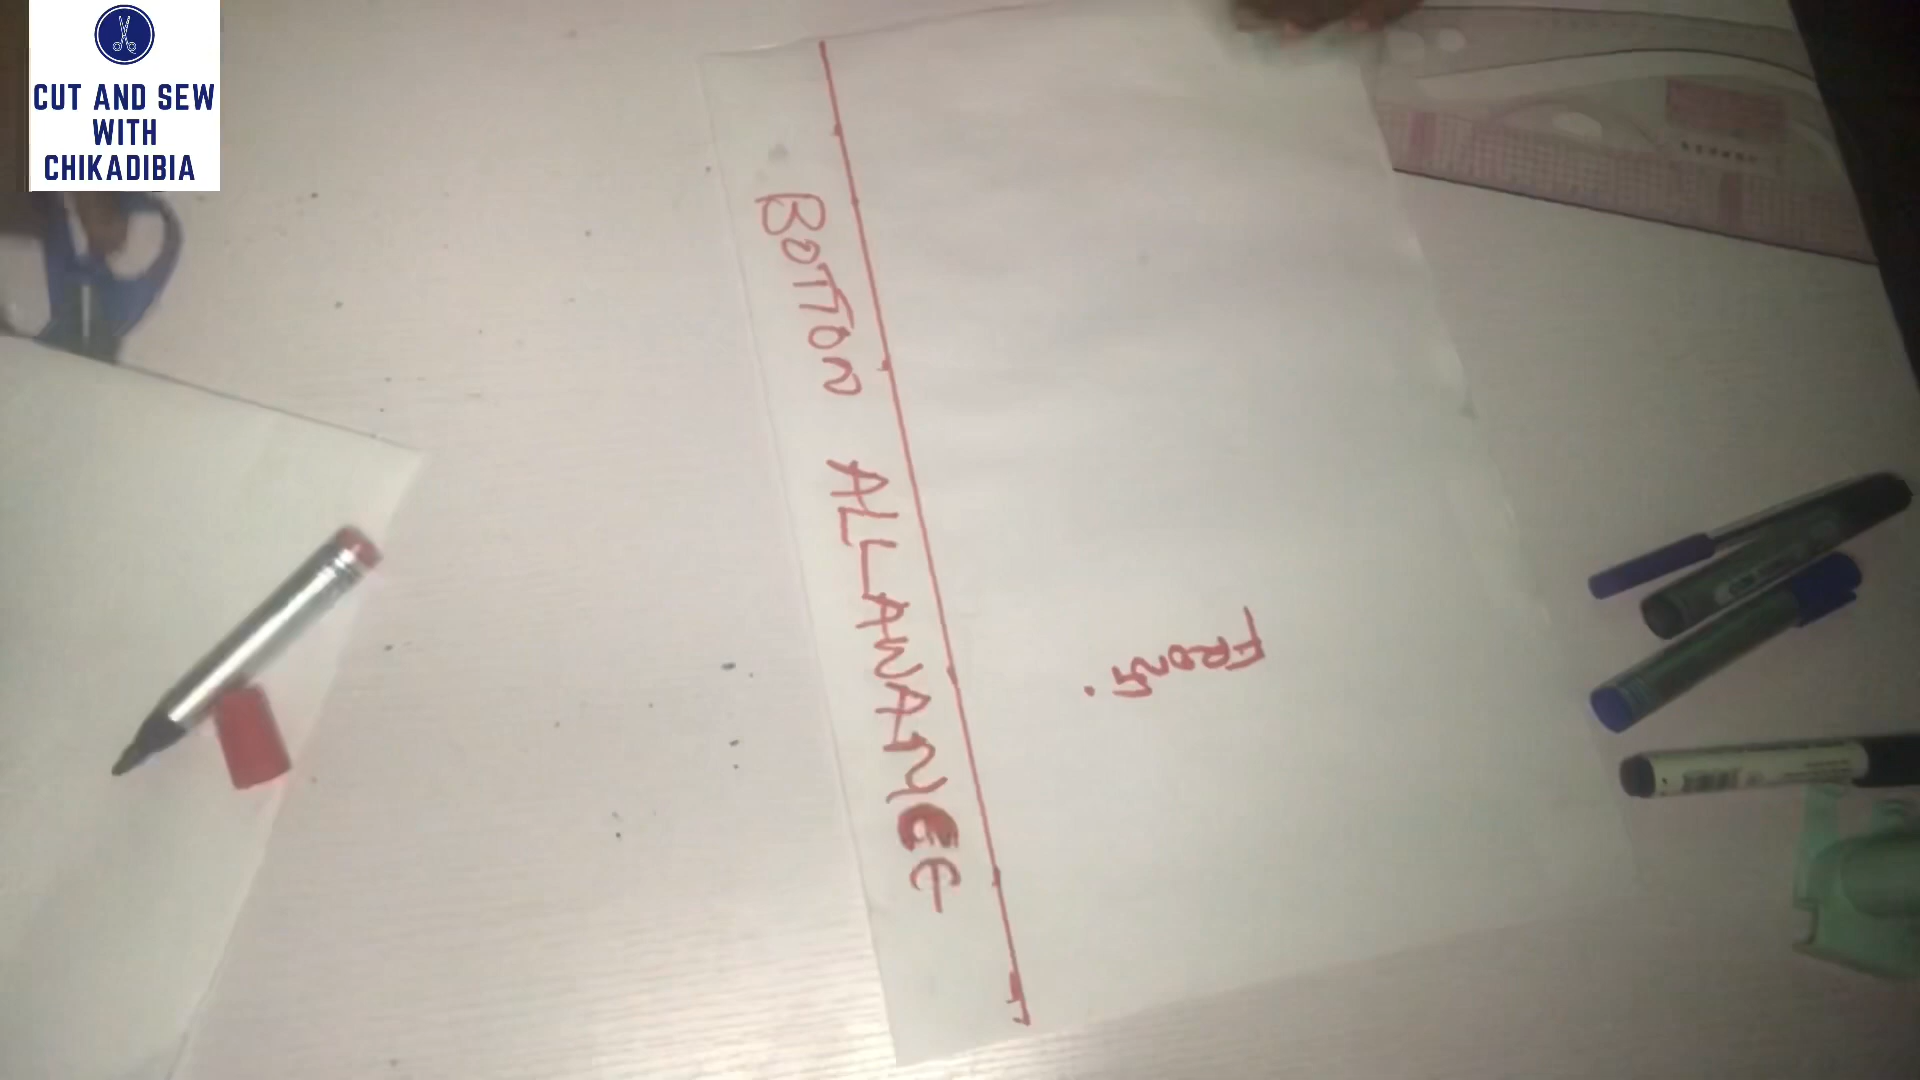 CUT AND SEW
WITH
CHIKADIBIA
BOTTON ALLAWANCE
FRONT.